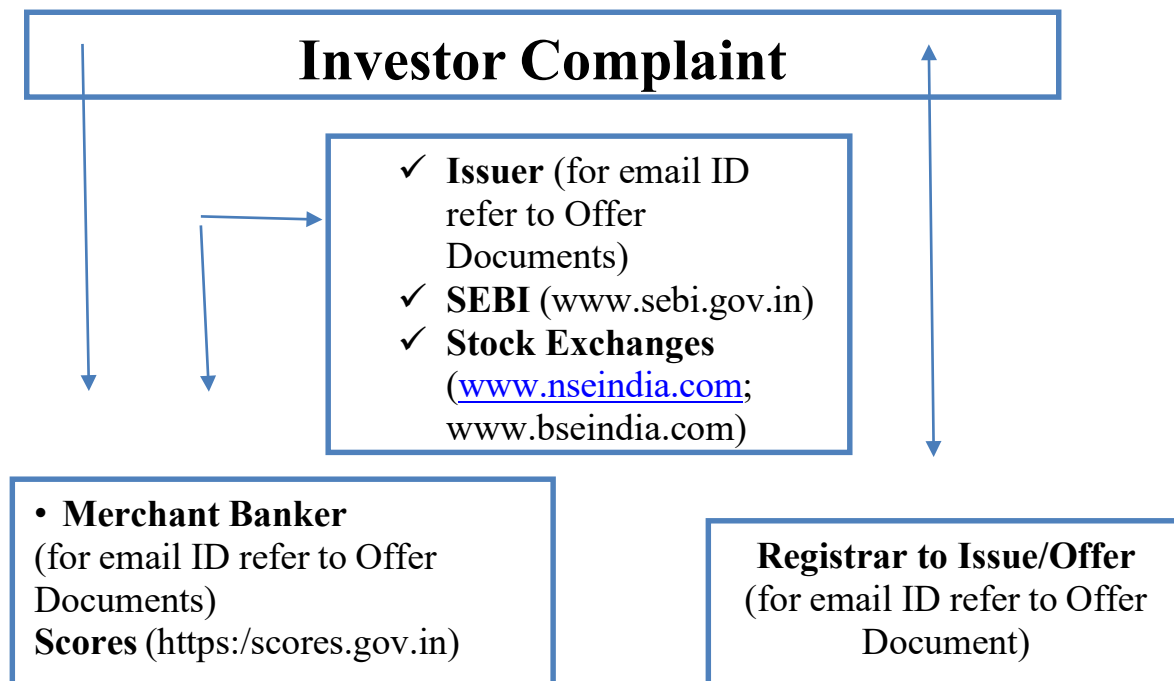 Investor Complaint
✓ Issuer (for email ID
refer to Offer
Documents)
✓ SEBI (www.sebi.gov.in)
✓ Stock Exchanges
(www.nseindia.com;
www.bseindia.com)
• Merchant Banker
(for email ID refer to Offer
Documents)
Scores (https:/scores.gov.in)
Registrar to Issue/Offer
(for email ID refer to Offer
Document)